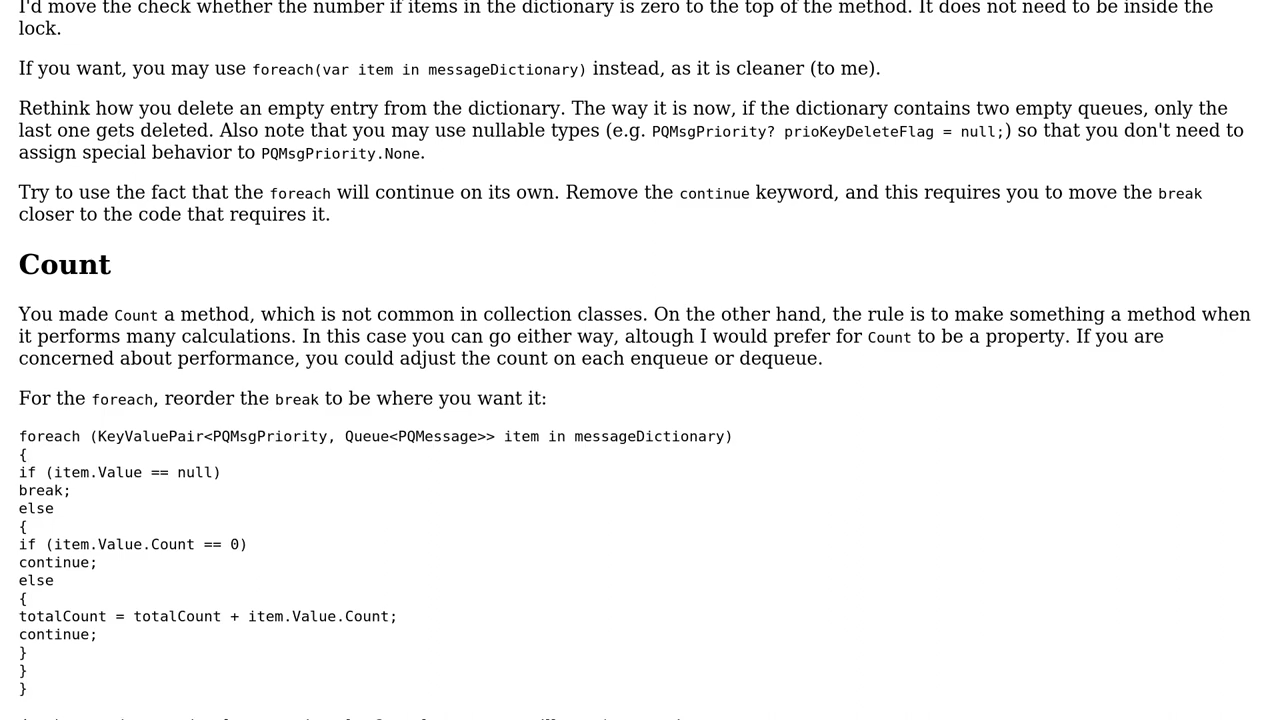 I'd move the check whether the number if items in the dictionary is zero to the top of the method. It does not need to be inside the
lock.
If you want, you may use foreach(var item in messageDictionary) instead, as it is cleaner (to me).
Rethink how you delete an empty entry from the dictionary. The way it is now, if the dictionary contains two empty queues, only the
last one gets deleted. Also note that you may use nullable types (e.g. PQMsgPriority? prioKeyDeleteFlag = null;) so that you don't need to
assign special behavior to PQMsgPriority.None.
Try to use the fact that the foreach will continue on its own. Remove the continue keyword, and this requires you to move the break
closer to the code that requires it.
Count
You made Count a method, which is not common in collection classes. On the other hand, the rule is to make something a method when
it performs many calculations. In this case you can go either way, altough I would prefer for Count to be a property. If you are
concerned about performance, you could adjust the count on each enqueue or dequeue.
For the foreach, reorder the break to be where you want it:
foreach (KeyValuePair<PQMsgPriority, Queue<PQMessage>> item in messageDictionary)
{
if (item.Value == null)
break;
else
{
if (item.Value.Count == 0)
continue;
else
{
totalCount = totalCount + item.Value.Count;
continue;
}
}
}